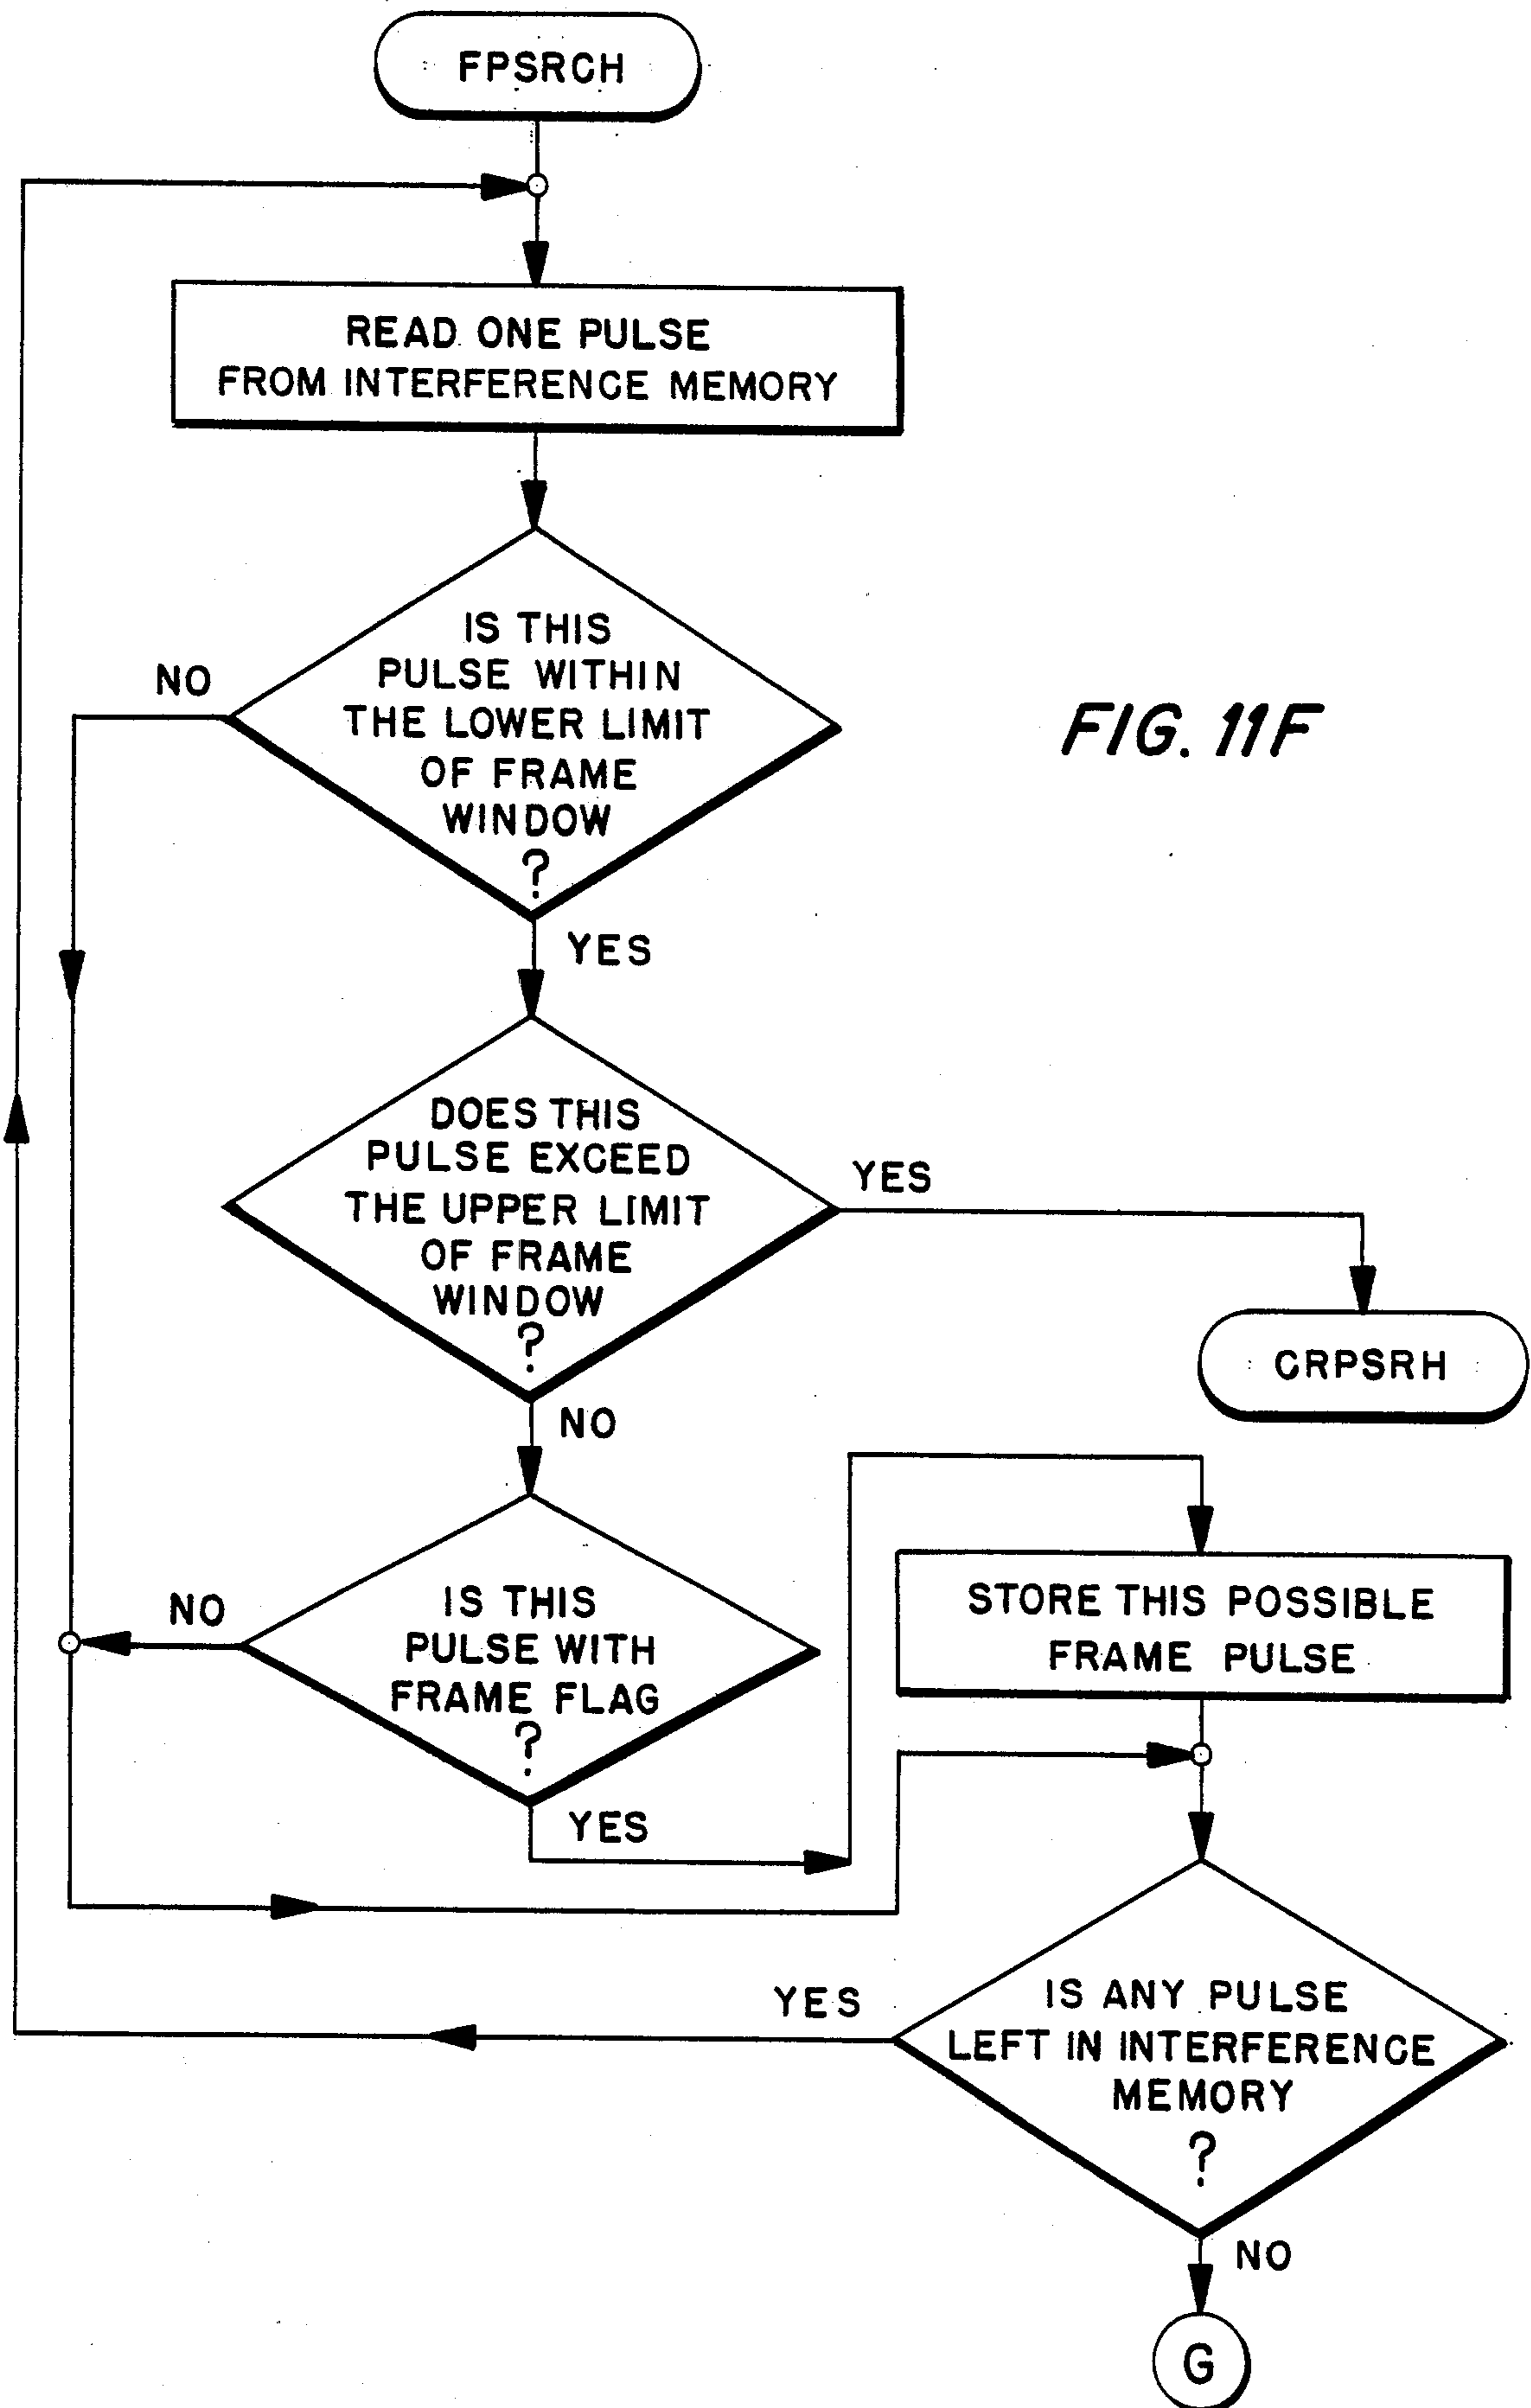 FPSRCH
READ ONE PULSE
FROM INTERFERENCE MEMORY
IS THIS
PULSE WITHIN
THE LOWER LIMIT
OF FRAME
WINDOW
?
NO
YES
FIG. 11F
DOES THIS
PULSE EXCEED
THE UPPER LIMIT
OF FRAME
WINDOW
?
YES
CRPSRH
NO
IS THIS
PULSE WITH
FRAME FLAG
?
NO
YES
STORE THIS POSSIBLE
FRAME PULSE
IS ANY PULSE
LEFT IN INTERFERENCE
MEMORY
?
YES
NO
G